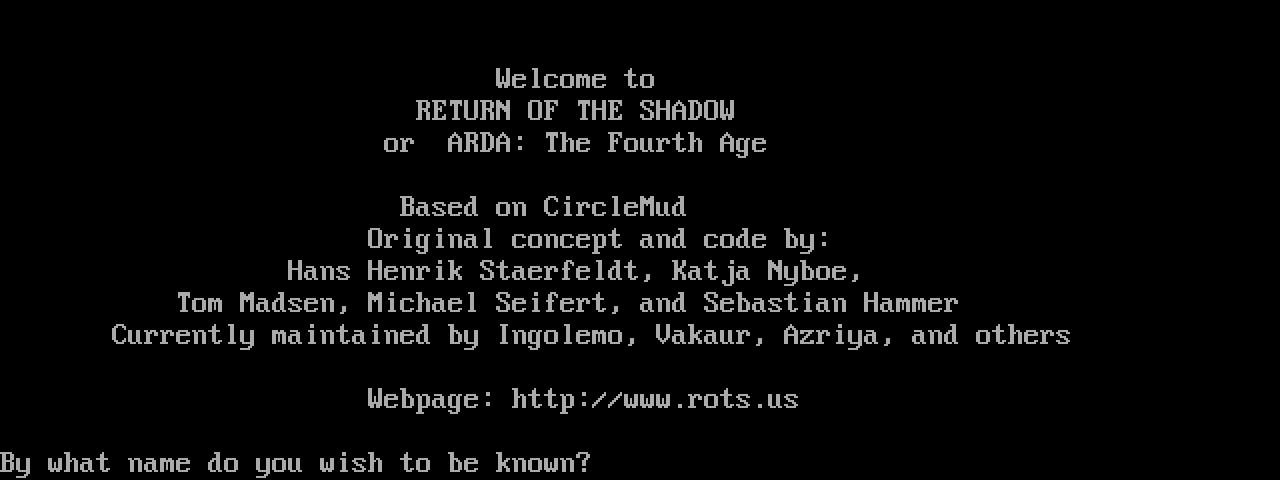 Welcome to
RETURN OF THE SHADOW
or  ARDA: The Fourth Age
Based on CircleMud
Original concept and code by:
Hans Henrik Staerfeldt, Katja Nyboe,
Tom Madsen, Michael Seifert, and Sebastian Hammer
Currently maintained by Ingolemo, Vakaur, Azriya, and others
Webpage: http://www.rots.us
By what name do you wish to be known?